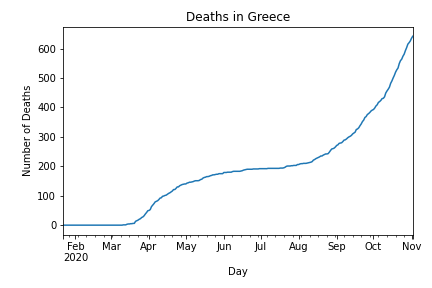 Deaths in Greece
Number of Deaths
600
500
400
300
200
100
0
Feb Mar Apr May Jun Jul Aug Sep Oct Nov
2020
Day